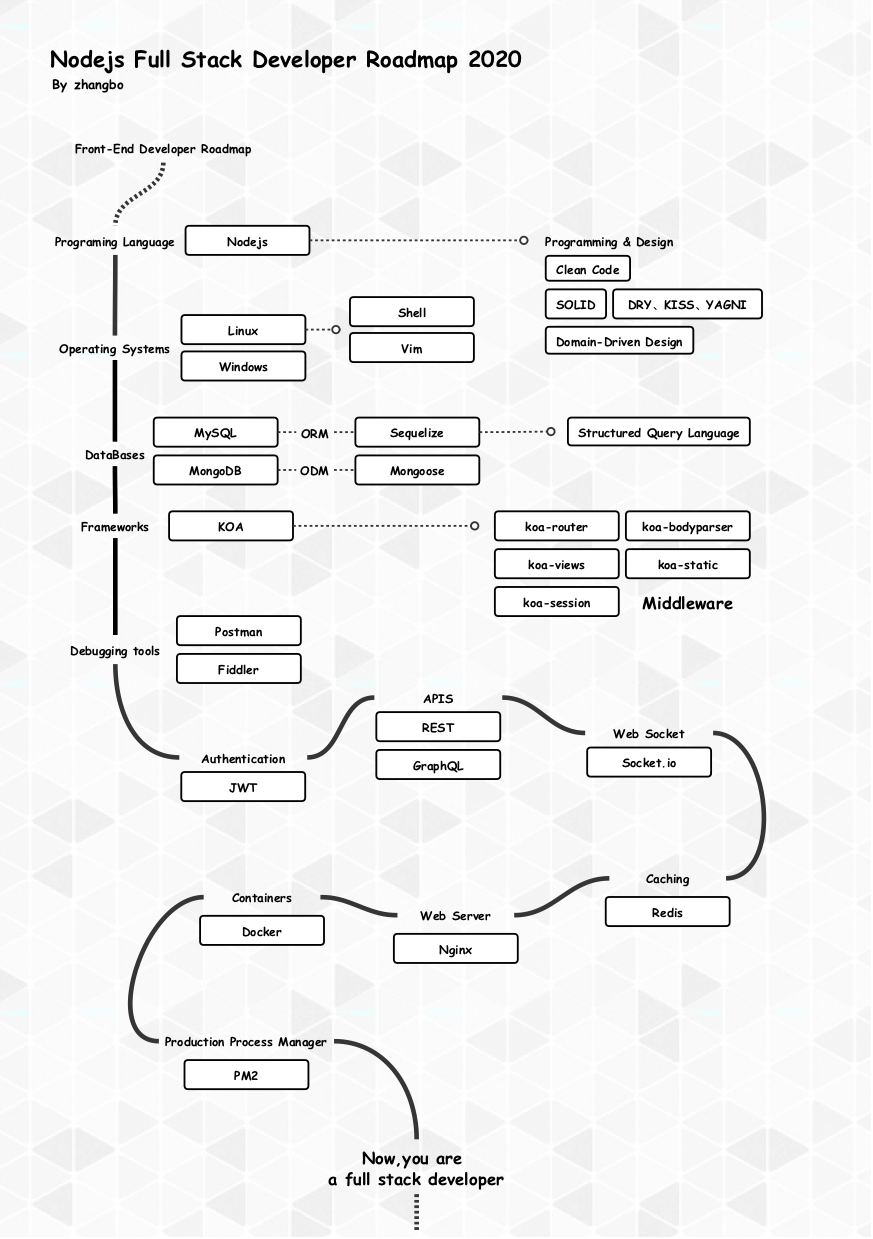 Nodejs Full Stack Developer Roadmap 2020
By zhangbo
Front-End Developer Roadmap
Programing Language
Nodejs
Programming & Design
Clean Code
SOLID
DRY、KISS、YAGNI
Domain-Driven Design
Operating Systems
Linux
Windows
Shell
Vim
DataBases
MySQL
ORM
Sequelize
Structured Query Language
MongoDB
ODM
Mongoose
Frameworks
KOA
koa-router
koa-bodyparser
koa-views
koa-static
koa-session
Middleware
Debugging tools
Postman
Fiddler
Authentication
JWT
APIS
REST
GraphQL
Web Socket
Socket.io
Caching
Redis
Web Server
Nginx
Containers
Docker
Production Process Manager
PM2
Now,you are
a full stack developer